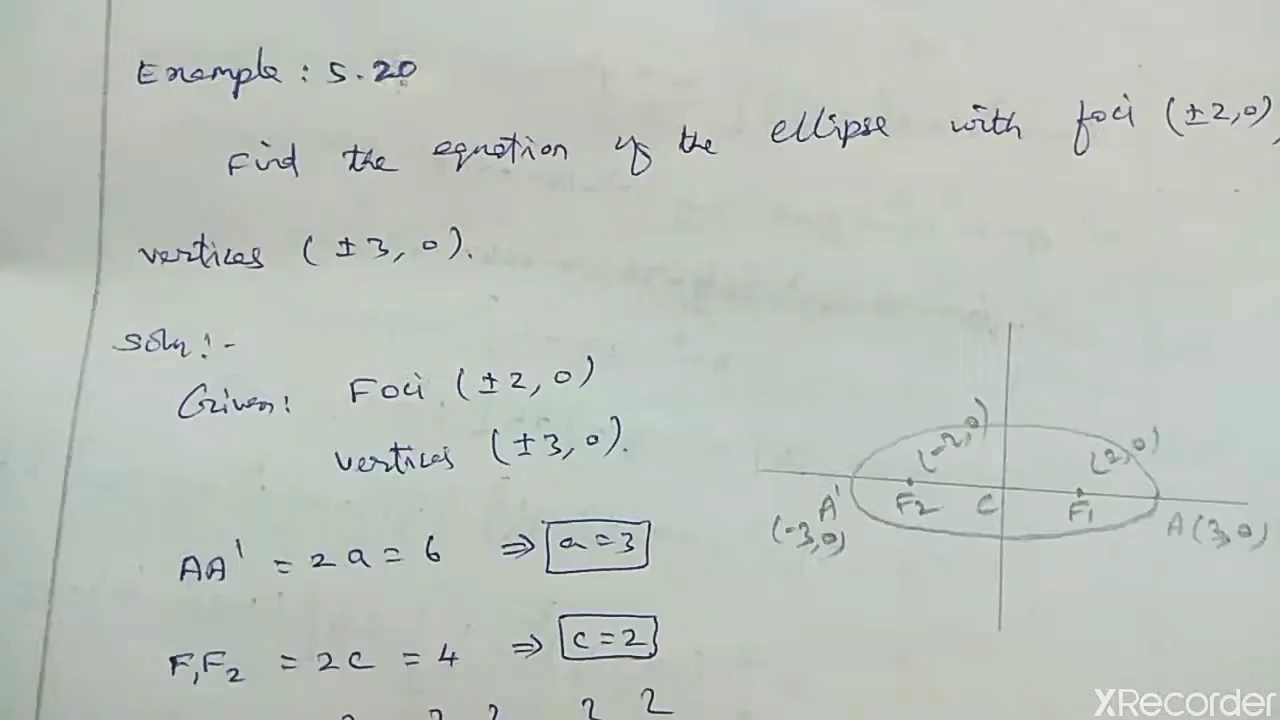 Example : 5.20
Find the equation of the ellipse with foci (±2,0),
vertices (±3, 0).
Soln:-
Given: Foci (±2, 0)
vertices (±3, 0).
AA' = 2a = 6 ⇒ a = 3
F₁F₂ = 2c = 4 ⇒ c = 2
(-2,0) (2,0)
A' F2 C F1
(-3,0) A (3,0)
XRecorder